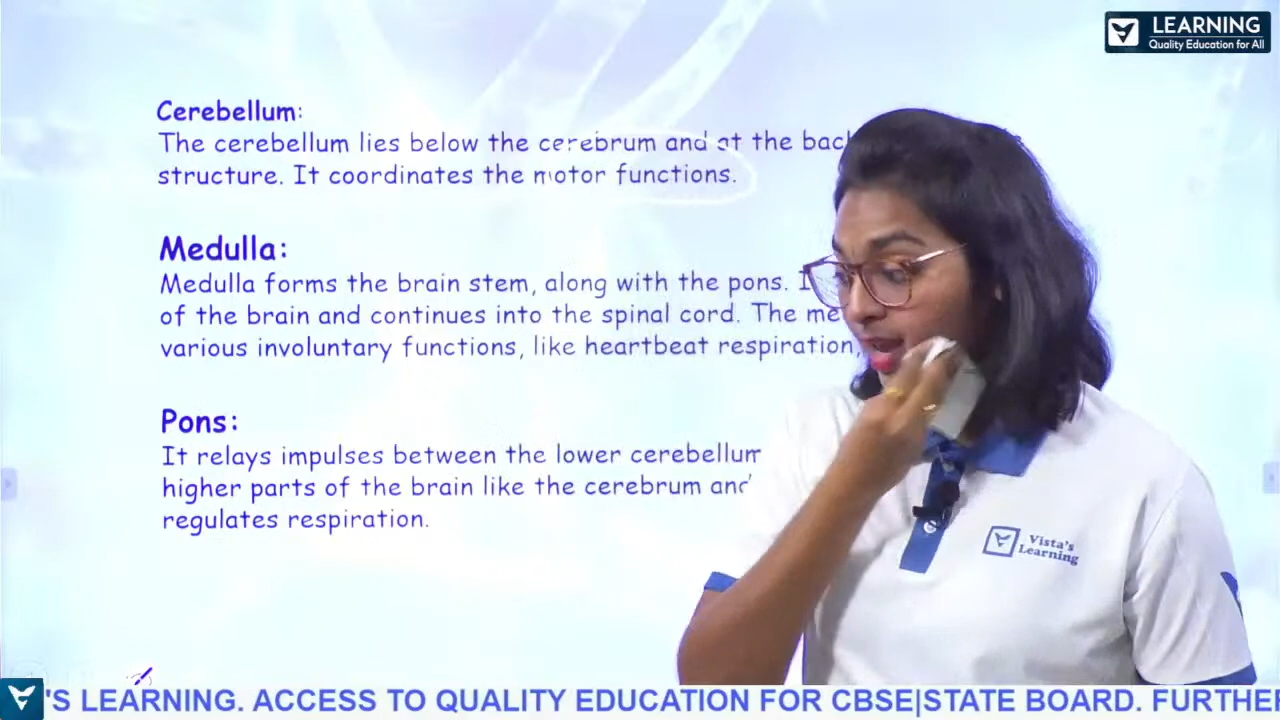 LEARNING
Quality Education for All
Cerebellum:
The cerebellum lies below the cerebrum and at the back
structure. It coordinates the motor functions.
Medulla:
Medulla forms the brain stem, along with the pons.
of the brain and continues into the spinal cord. The
various involuntary functions, like heartbeat respiration,
Pons:
It relays impulses between the lower cerebellum
higher parts of the brain like the cerebrum and
regulates respiration.
Vista's
Learning
'S LEARNING. ACCESS TO QUALITY EDUCATION FOR CBSE|STATE BOARD. FURTHE